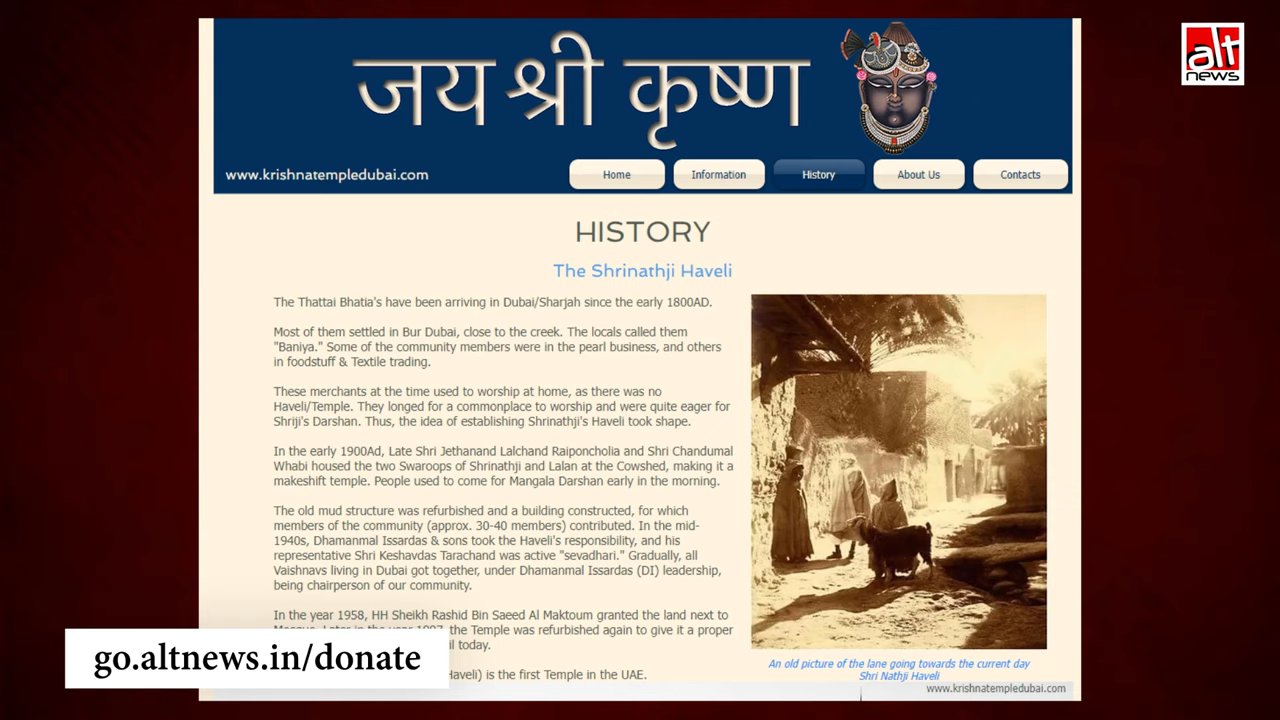 जय श्री कृष्ण
alt
news
www.krishnatempledubai.com
Home
Information
History
About Us
Contacts
HISTORY
The Shrinathji Haveli
The Thattai Bhatia's have been arriving in Dubai/Sharjah since the early 1800AD.
Most of them settled in Bur Dubai, close to the creek. The locals called them
"Baniya." Some of the community members were in the pearl business, and others
in foodstuff & Textile trading.
These merchants at the time used to worship at home, as there was no
Haveli/Temple. They longed for a commonplace to worship and were quite eager for
Shriji's Darshan. Thus, the idea of establishing Shrinathji's Haveli took shape.
In the early 1900Ad, Late Shri Jethanand Lalchand Raiponcholia and Shri Chandumal
Whabi housed the two Swaroops of Shrinathji and Lalan at the Cowshed, making it a
makeshift temple. People used to come for Mangala Darshan early in the morning.
The old mud structure was refurbished and a building constructed, for which
members of the community (approx. 30-40 members) contributed. In the mid-
1940s, Dhamanmal Issardas & sons took the Haveli's responsibility, and his
representative Shri Keshavdas Tarachand was active "sevadhari." Gradually, all
Vaishnavs living in Dubai got together, under Dhamanmal Issardas (DI) leadership,
being chairperson of our community.
In the year 1958, HH Sheikh Rashid Bin Saeed Al Maktoum granted the land next to
the Temple was refurbished again to give it a proper
today.
Haveli) is the first Temple in the UAE.
An old picture of the lane going towards the current day
Shri Nathji Haveli
www.krishnatempledubai.com
go.altnews.in/donate